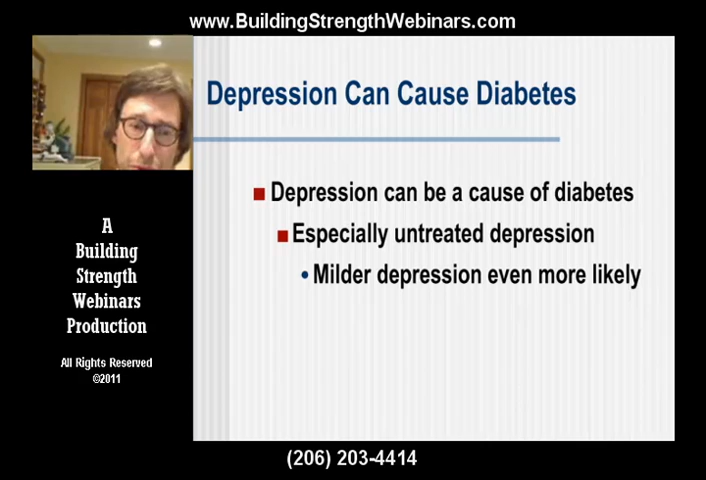 www.BuildingStrengthWebinars.com
Depression Can Cause Diabetes
Depression can be a cause of diabetes
Especially untreated depression
Milder depression even more likely
A
Building
Strength
Webinars
Production
All Rights Reserved
©2011
(206) 203-4414